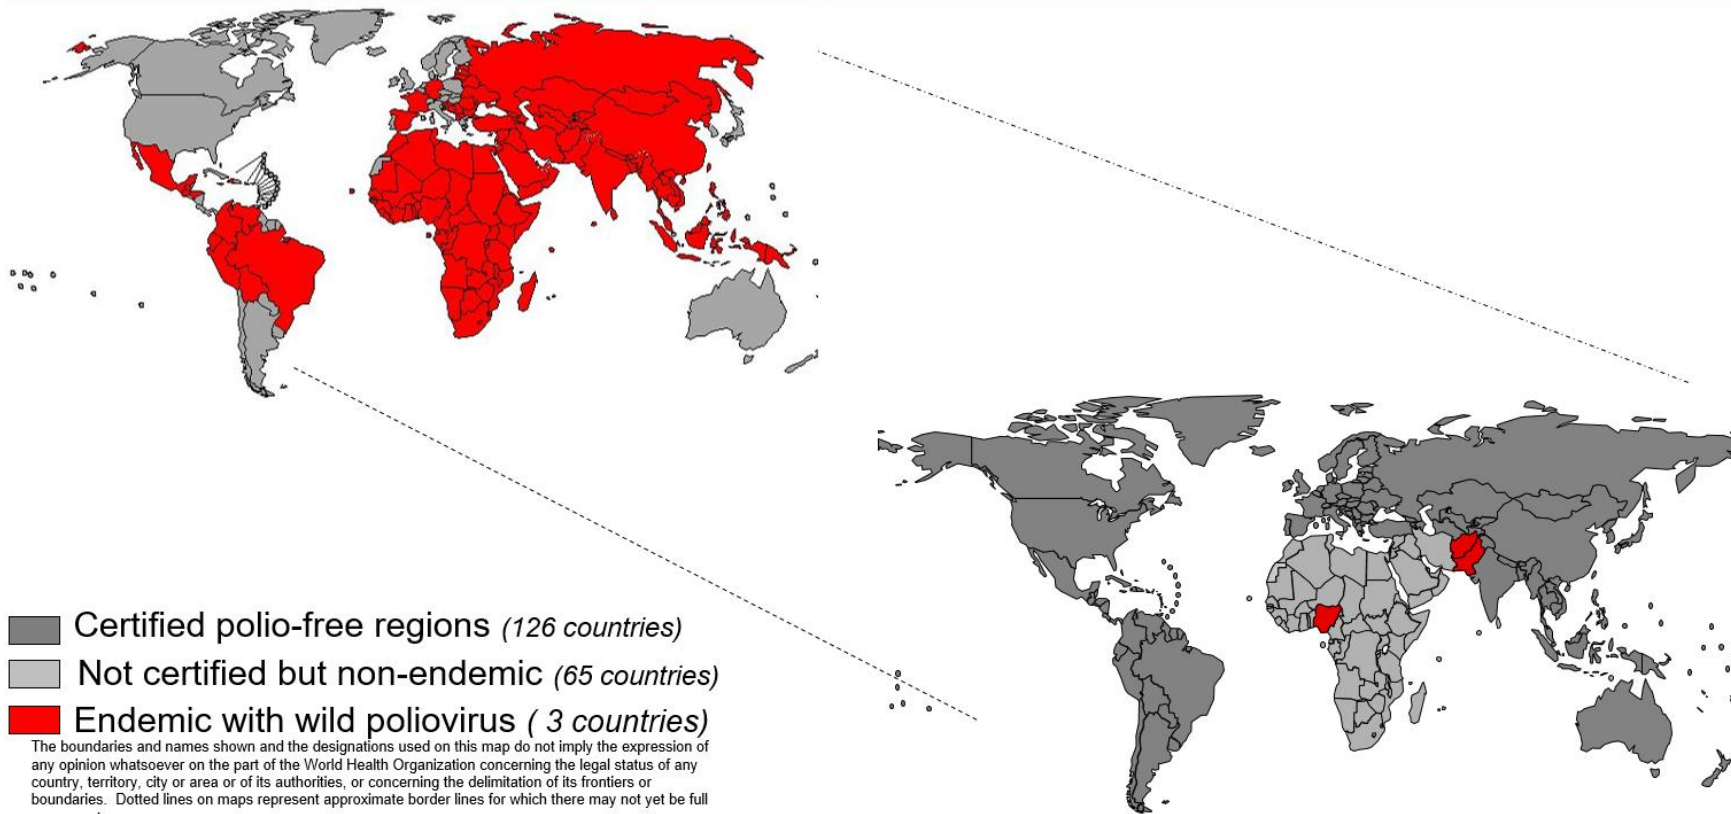 Certified polio-free regions (126 countries)
Not certified but non-endemic (65 countries)
Endemic with wild poliovirus ( 3 countries)
The boundaries and names shown and the designations used on this map do not imply the expression of
any opinion whatsoever on the part of the World Health Organization concerning the legal status of any
country, territory, city or area or of its authorities, or concerning the delimitation of its frontiers or
boundaries. Dotted lines on maps represent approximate border lines for which there may not yet be full